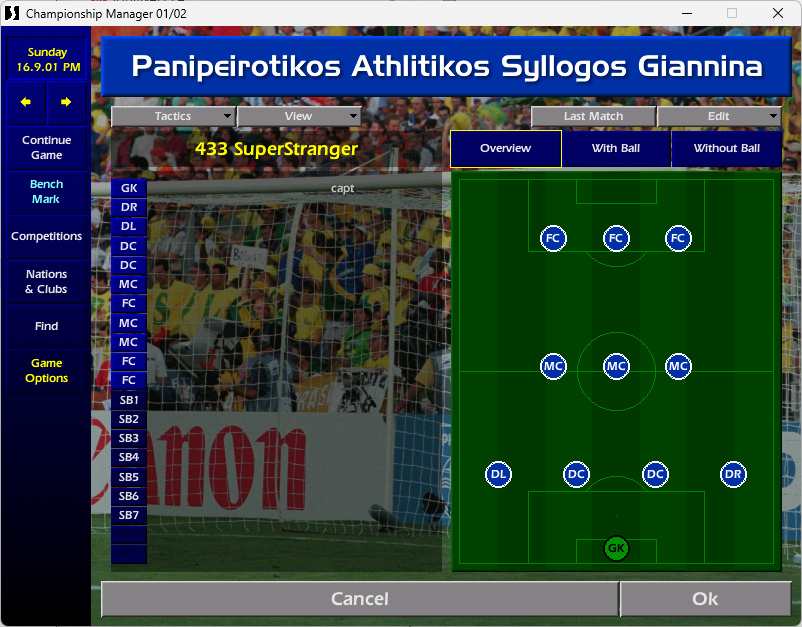 Championship Manager 01/02
Sunday
16.9.01 PM
Continue
Game
Bench
Mark
Competitions
Nations
& Clubs
Find
Game
Options
Panipeirotikos Athlitikos Syllogos Giannina
Tactics
View
Last Match
Edit
433 SuperStranger
Overview
With Ball
Without Ball
GK capt
DR
DL
DC
DC
MC
FC
MC
MC
FC
FC
SB1
SB2
SB3
SB4
SB5
SB6
SB7
FC FC FC
MC MC MC
DL DC DC DR
GK
anon
BRASIL
Cancel
Ok